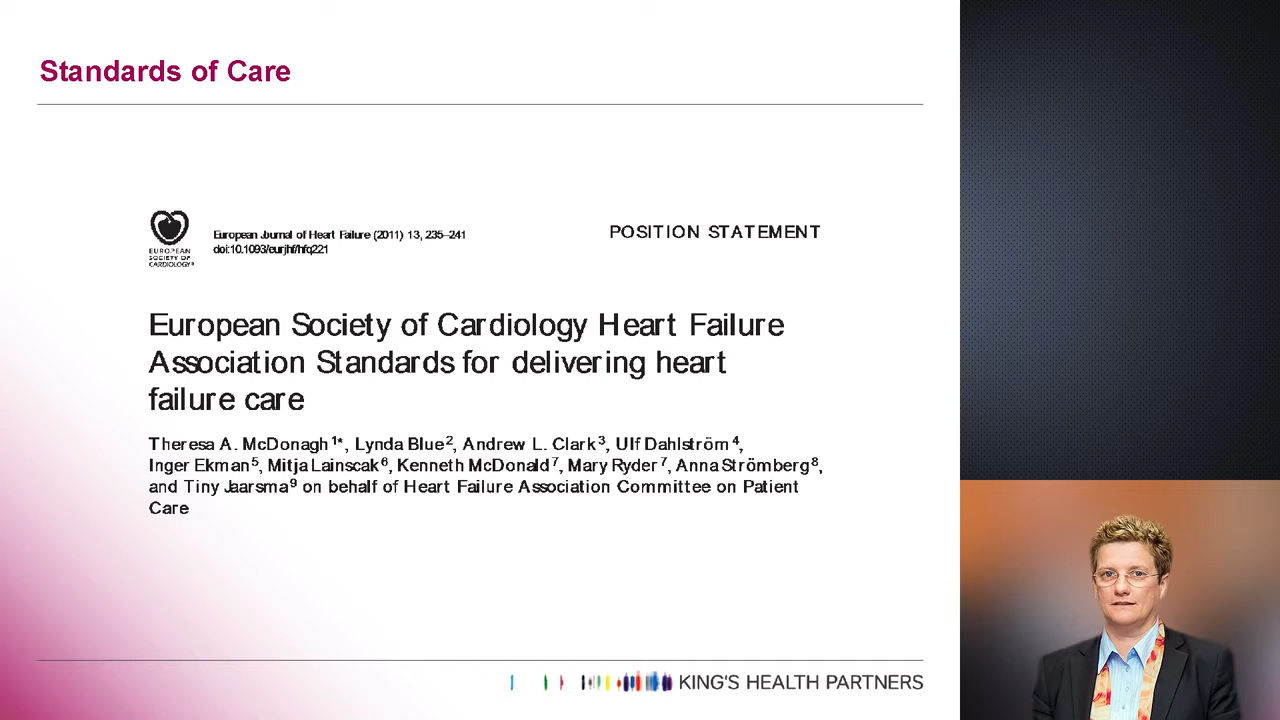 Standards of Care
EUROPEAN
SOCIETY OF
CARDIOLOGY®
European Journal of Heart Failure (2011) 13, 235–241
doi:10.1093/eurjhf/hfq221
POSITION STATEMENT
European Society of Cardiology Heart Failure
Association Standards for delivering heart
failure care
Theresa A. McDonagh1*, Lynda Blue2, Andrew L. Clark3, Ulf Dahlström4,
Inger Ekman5, Mitja Lainscak6, Kenneth McDonald7, Mary Ryder7, Anna Strömberg8,
and Tiny Jaarsma9 on behalf of Heart Failure Association Committee on Patient
Care
KING'S HEALTH PARTNERS